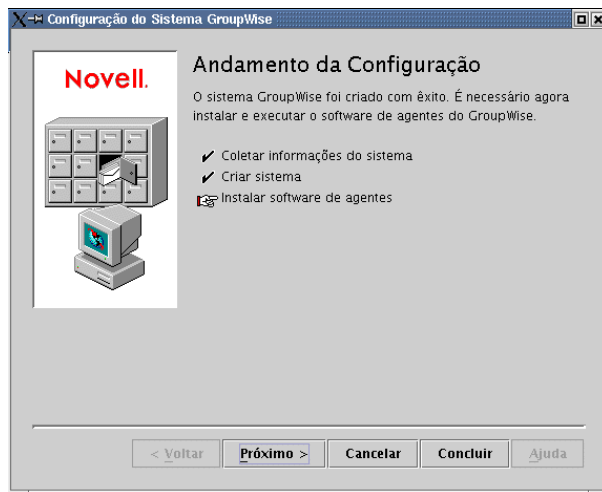 Configuração do Sistema GroupWise
Novell.
Andamento da Configuração
O sistema GroupWise foi criado com êxito. É necessário agora
instalar e executar o software de agentes do GroupWise.
Coletar informações do sistema
Criar sistema
Instalar software de agentes
< Voltar
Próximo >
Cancelar
Concluir
Ajuda